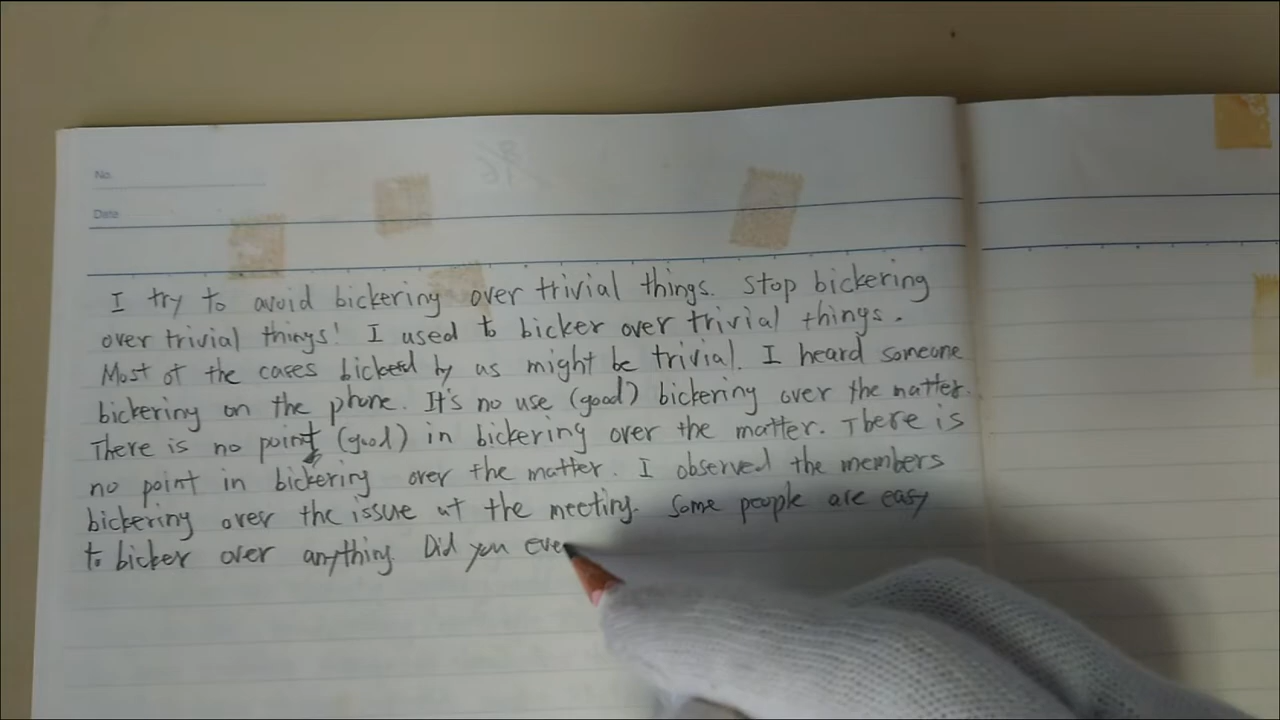 No.
Date
I try to avoid bickering over trivial things. Stop bickering
over trivial things! I used to bicker over trivial things.
Most of the cases bickered by us might be trivial. I heard someone
bickering on the phone. It's no use (good) bickering over the matter.
There is no point (good) in bickering over the matter. There is
no point in bickering over the matter. I observed the members
bickering over the issue at the meeting. Some people are easy
to bicker over anything. Did you eve